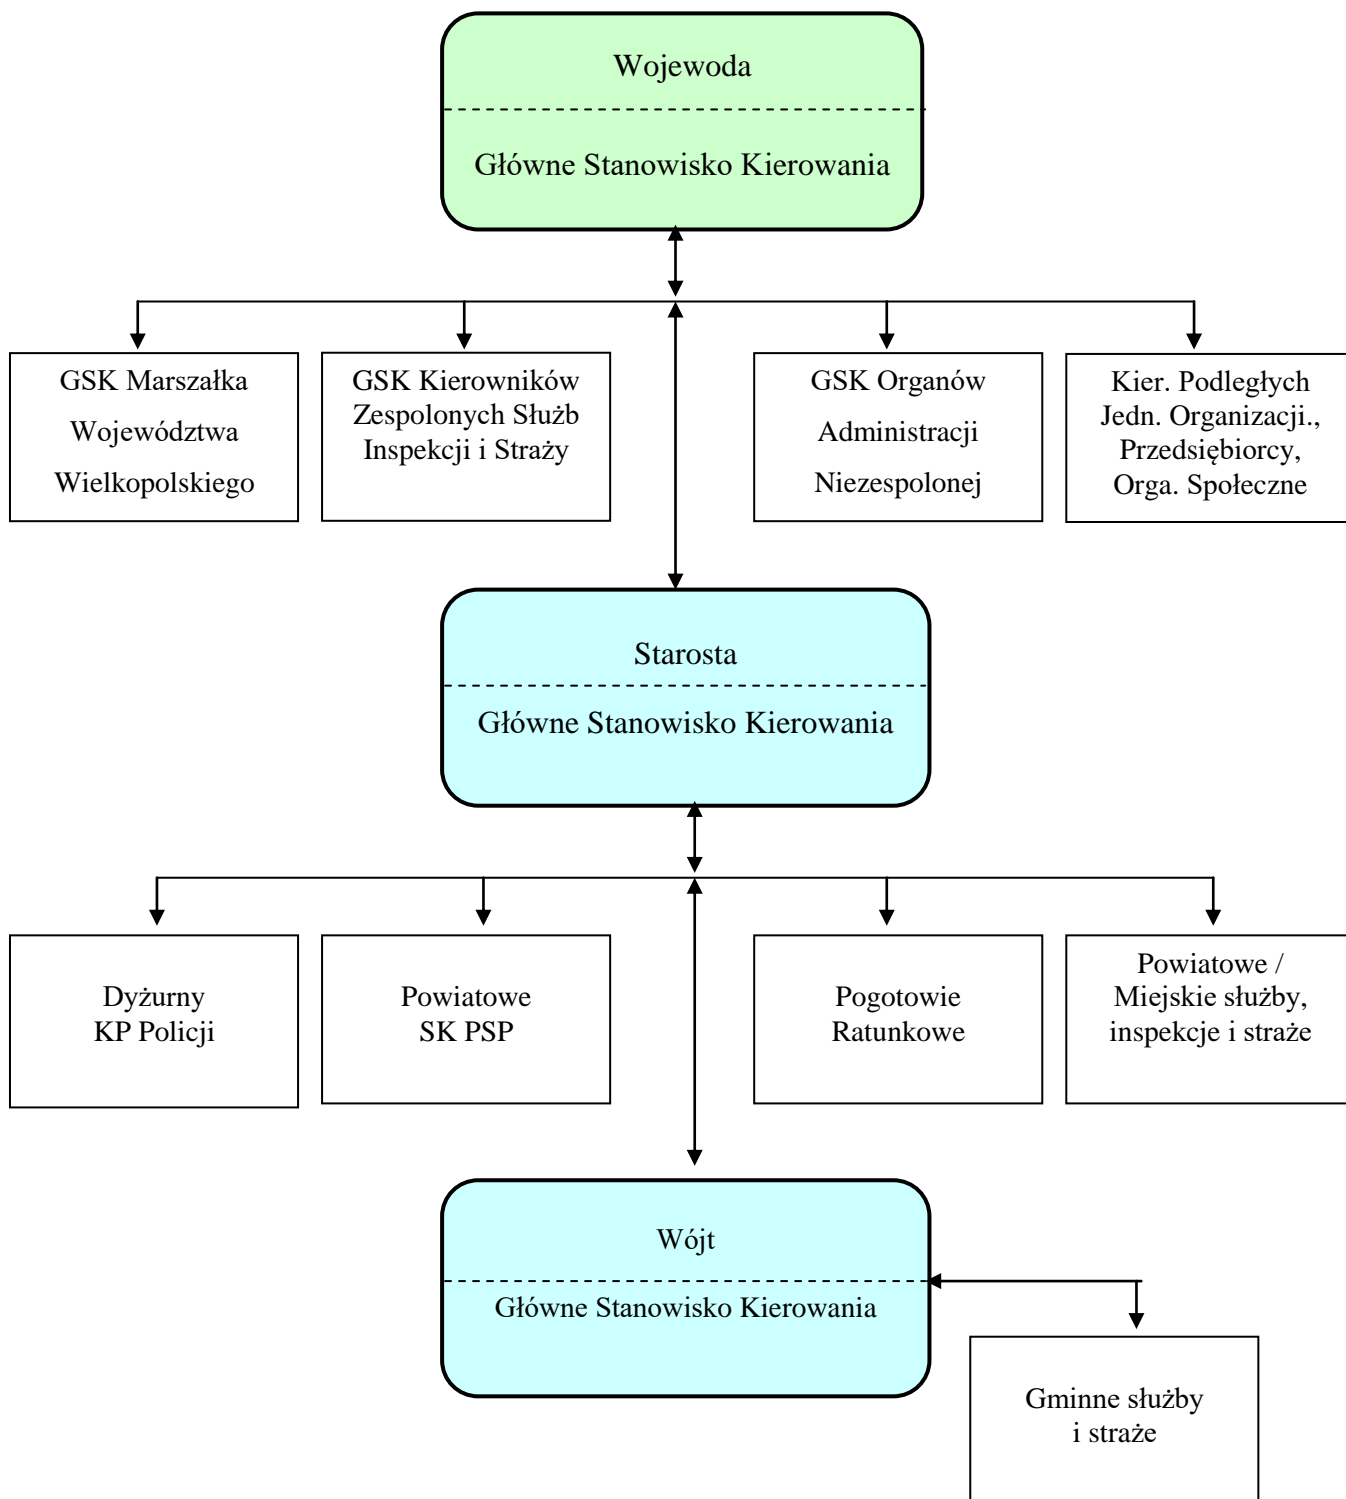 Wojewoda
Główne Stanowisko Kierowania
GSK Marszałka
Województwa
Wielkopolskiego
GSK Kierowników
Zespolonych Służb
Inspekcji i Straży
GSK Organów
Administracji
Niezespolonej
Kier. Podległych
Jedn. Organizacji.,
Przedsiębiorcy,
Orga. Społeczne
Starosta
Główne Stanowisko Kierowania
Dyżurny
KP Policji
Powiatowe
SK PSP
Pogotowie
Ratunkowe
Powiatowe /
Miejskie służby,
inspekcje i straże
Wójt
Główne Stanowisko Kierowania
Gminne służby
i straże